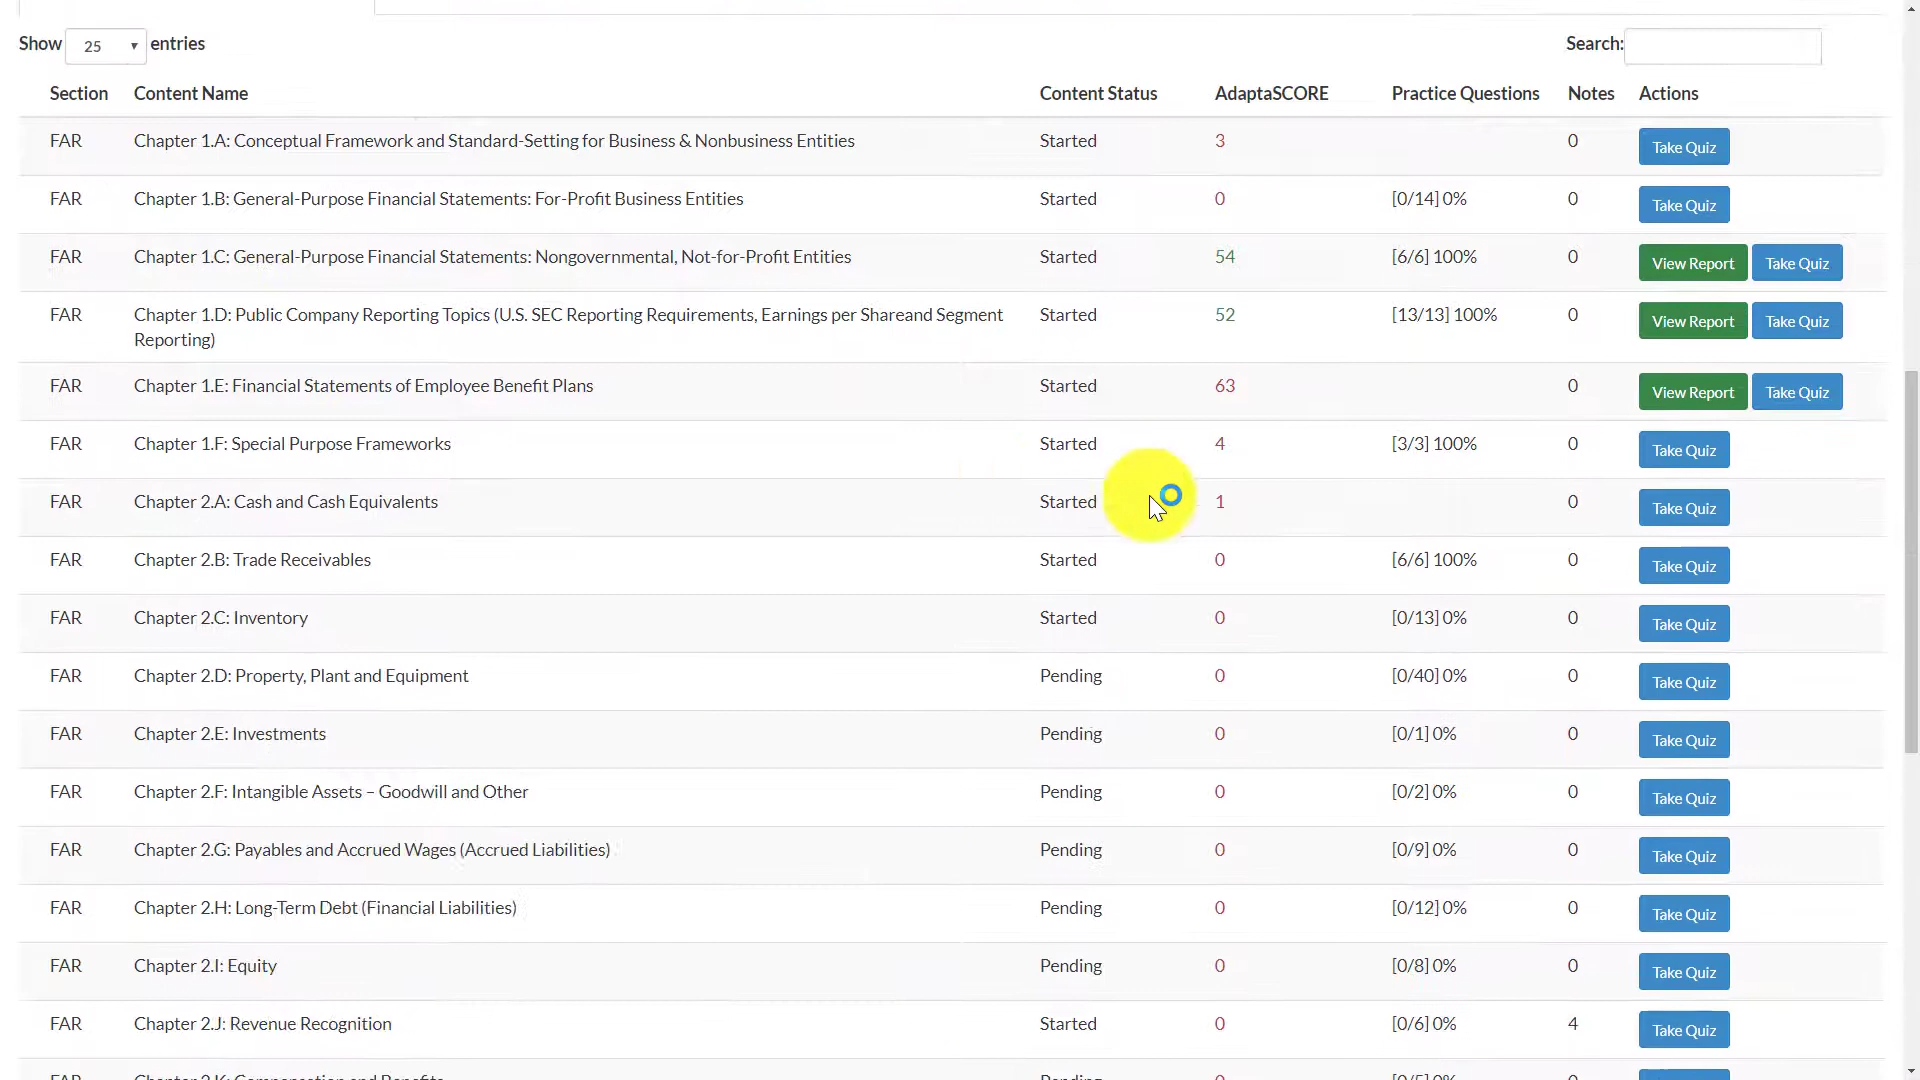 Show 25 entries Search:
Section Content Name Content Status AdaptaSCORE Practice Questions Notes Actions
FAR Chapter 1.A: Conceptual Framework and Standard-Setting for Business & Nonbusiness Entities Started 3 0 Take Quiz
FAR Chapter 1.B: General-Purpose Financial Statements: For-Profit Business Entities Started 0 [0/14] 0% 0 Take Quiz
FAR Chapter 1.C: General-Purpose Financial Statements: Nongovernmental, Not-for-Profit Entities Started 54 [6/6] 100% 0 View Report Take Quiz
FAR Chapter 1.D: Public Company Reporting Topics (U.S. SEC Reporting Requirements, Earnings per Shareand Segment Started 52 [13/13] 100% 0 View Report Take Quiz
Reporting)
FAR Chapter 1.E: Financial Statements of Employee Benefit Plans Started 63 0 View Report Take Quiz
FAR Chapter 1.F: Special Purpose Frameworks Started 4 [3/3] 100% 0 Take Quiz
FAR Chapter 2.A: Cash and Cash Equivalents Started 1 0 Take Quiz
FAR Chapter 2.B: Trade Receivables Started 0 [6/6] 100% 0 Take Quiz
FAR Chapter 2.C: Inventory Started 0 [0/13] 0% 0 Take Quiz
FAR Chapter 2.D: Property, Plant and Equipment Pending 0 [0/40] 0% 0 Take Quiz
FAR Chapter 2.E: Investments Pending 0 [0/1] 0% 0 Take Quiz
FAR Chapter 2.F: Intangible Assets – Goodwill and Other Pending 0 [0/2] 0% 0 Take Quiz
FAR Chapter 2.G: Payables and Accrued Wages (Accrued Liabilities) Pending 0 [0/9] 0% 0 Take Quiz
FAR Chapter 2.H: Long-Term Debt (Financial Liabilities) Pending 0 [0/12] 0% 0 Take Quiz
FAR Chapter 2.I: Equity Pending 0 [0/8] 0% 0 Take Quiz
FAR Chapter 2.J: Revenue Recognition Started 0 [0/6] 0% 4 Take Quiz